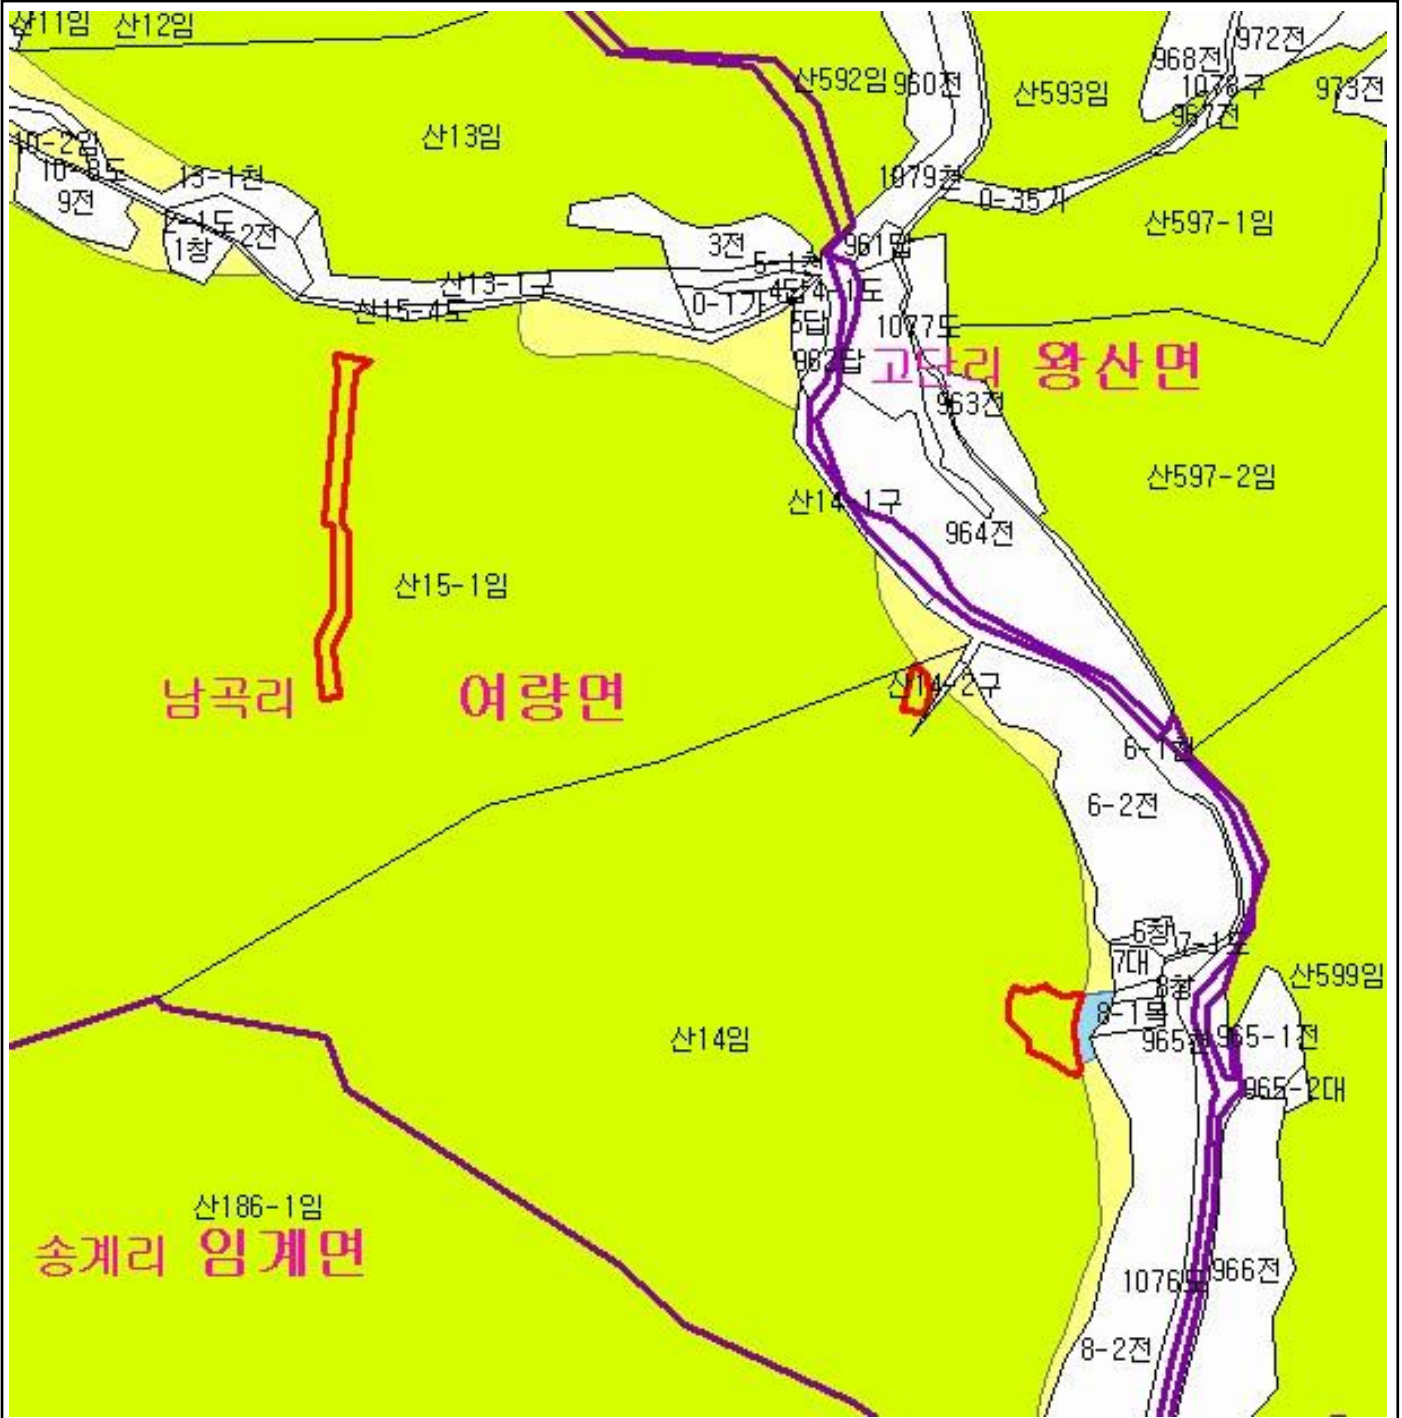 산11임 산12임
972전
968전
산592임 960전
산593임
1078구
973전
967전
산13임
10-2임
10-3도
13-1천
1079천
9전
0-35기
산597-1임
2-1도 2전
1창
3전
961답
5-1천
산13-1구
4답 4-1도
0-1가
산15-4도
5답
1077도
962답
고단리 왕산면
963전
산597-2임
산14-1구
964전
산15-1임
남곡리 여량면
산14-2구
6-1천
6-2전
6창
7-1도
7대
산599임
8창
8-1목
산14임
965천
965-1전
965-2대
산186-1임
송계리 임계면
966전
1076도
8-2전